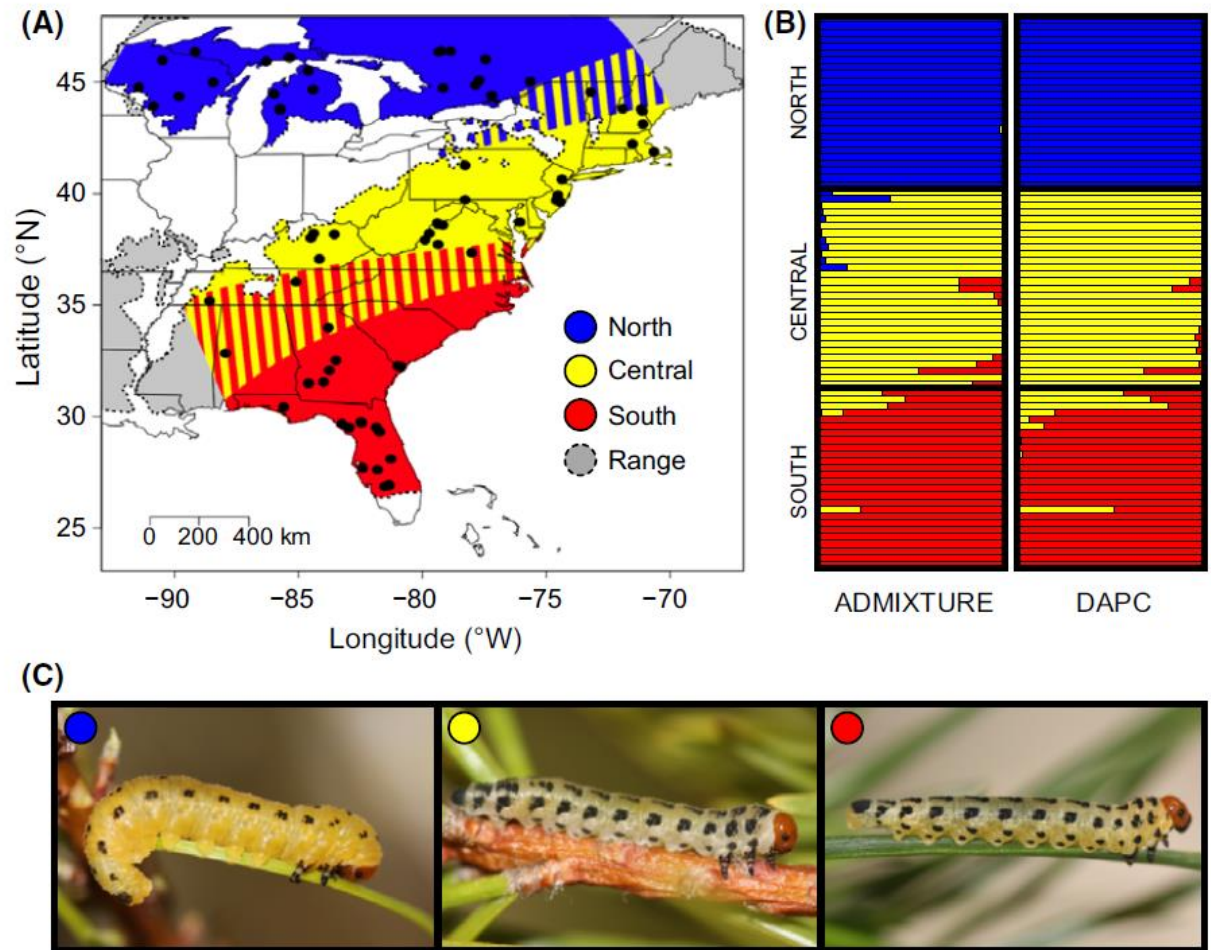 (A)
45
40
35
30
25
Latitude (°N)
North
Central
South
Range
0 200 400 km
−90 −85 −80 −75 −70
Longitude (°W)
(B)
NORTH
CENTRAL
SOUTH
ADMIXTURE DAPC
(C)